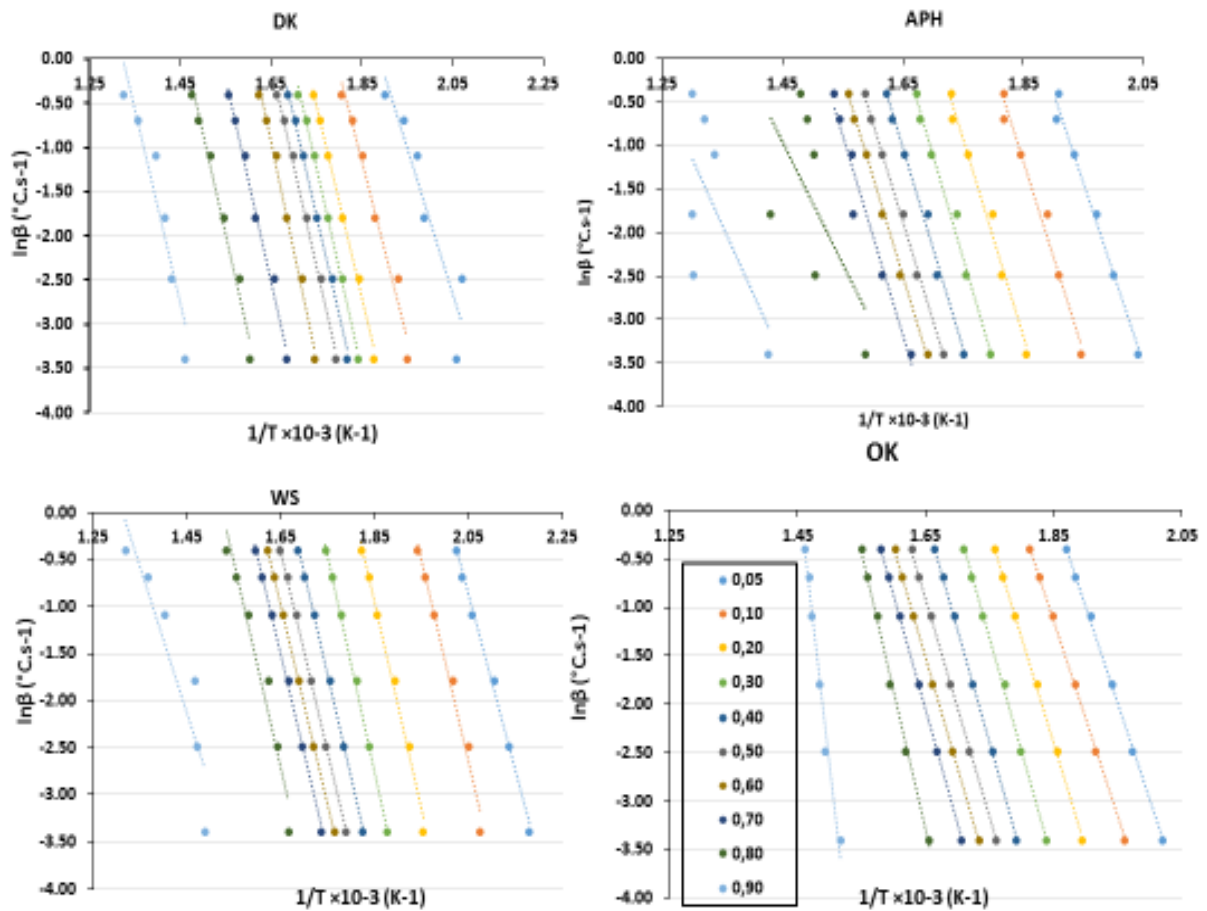 DK
0.00
1.25 1.45 1.65 1.85 2.05 2.25
-0.50
-1.00
-1.50
-2.00
-2.50
-3.00
-3.50
-4.00
lnβ (°C.s-1)
1/T ×10-3 (K-1)
APH
0.00
1.25 1.45 1.65 1.85 2.05
-0.50
-1.00
-1.50
-2.00
-2.50
-3.00
-3.50
-4.00
lnβ (°C.s-1)
1/T ×10-3 (K-1)
WS
0.00
1.25 1.45 1.65 1.85 2.05 2.25
-0.50
-1.00
-1.50
-2.00
-2.50
-3.00
-3.50
-4.00
lnβ (°C.s-1)
1/T ×10-3 (K-1)
OK
0.00
1.25 1.45 1.65 1.85 2.05
-0.50
-1.00
-1.50
-2.00
-2.50
-3.00
-3.50
-4.00
lnβ (°C.s-1)
0,05
0,10
0,20
0,30
0,40
0,50
0,60
0,70
0,80
0,90
1/T ×10-3 (K-1)